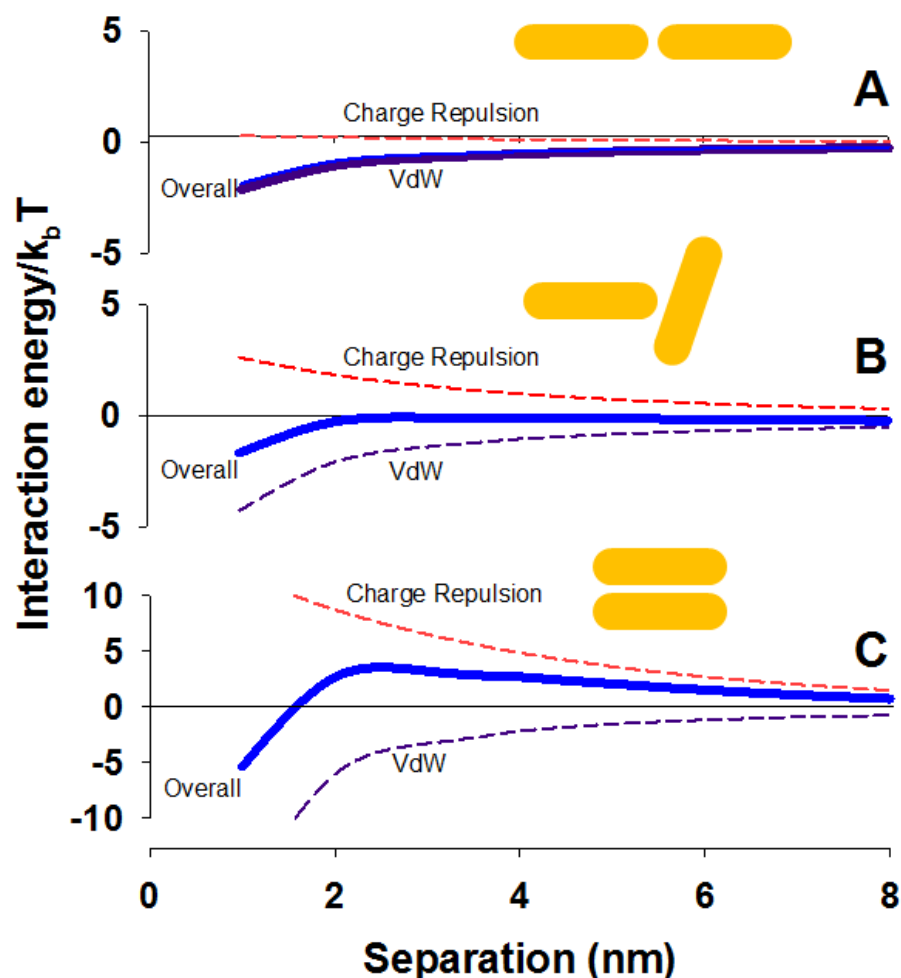 5
A
Charge Repulsion
0
Overall
VdW
-5
5
B
Charge Repulsion
0
Overall
VdW
-5
10
Charge Repulsion
C
5
0
-5
VdW
Overall
-10
0 2 4 6 8
Separation (nm)
Interaction energy/kbT